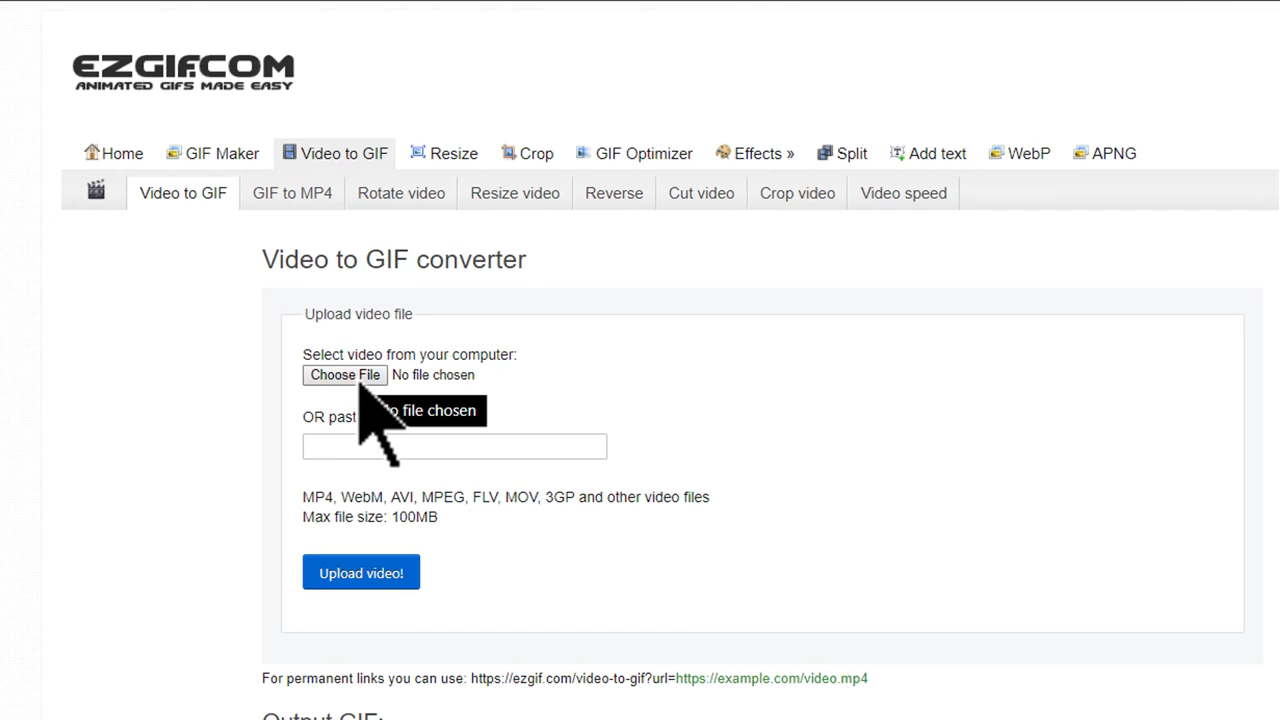 EZGIF.COM
ANIMATED GIFS MADE EASY
Home GIF Maker Video to GIF Resize Crop GIF Optimizer Effects » Split Add text WebP APNG
Video to GIF GIF to MP4 Rotate video Resize video Reverse Cut video Crop video Video speed
Video to GIF converter
Upload video file
Select video from your computer:
Choose File No file chosen
file chosen
OR past
MP4, WebM, AVI, MPEG, FLV, MOV, 3GP and other video files
Max file size: 100MB
Upload video!
For permanent links you can use: https://ezgif.com/video-to-gif?url=https://example.com/video.mp4
Output GIF: